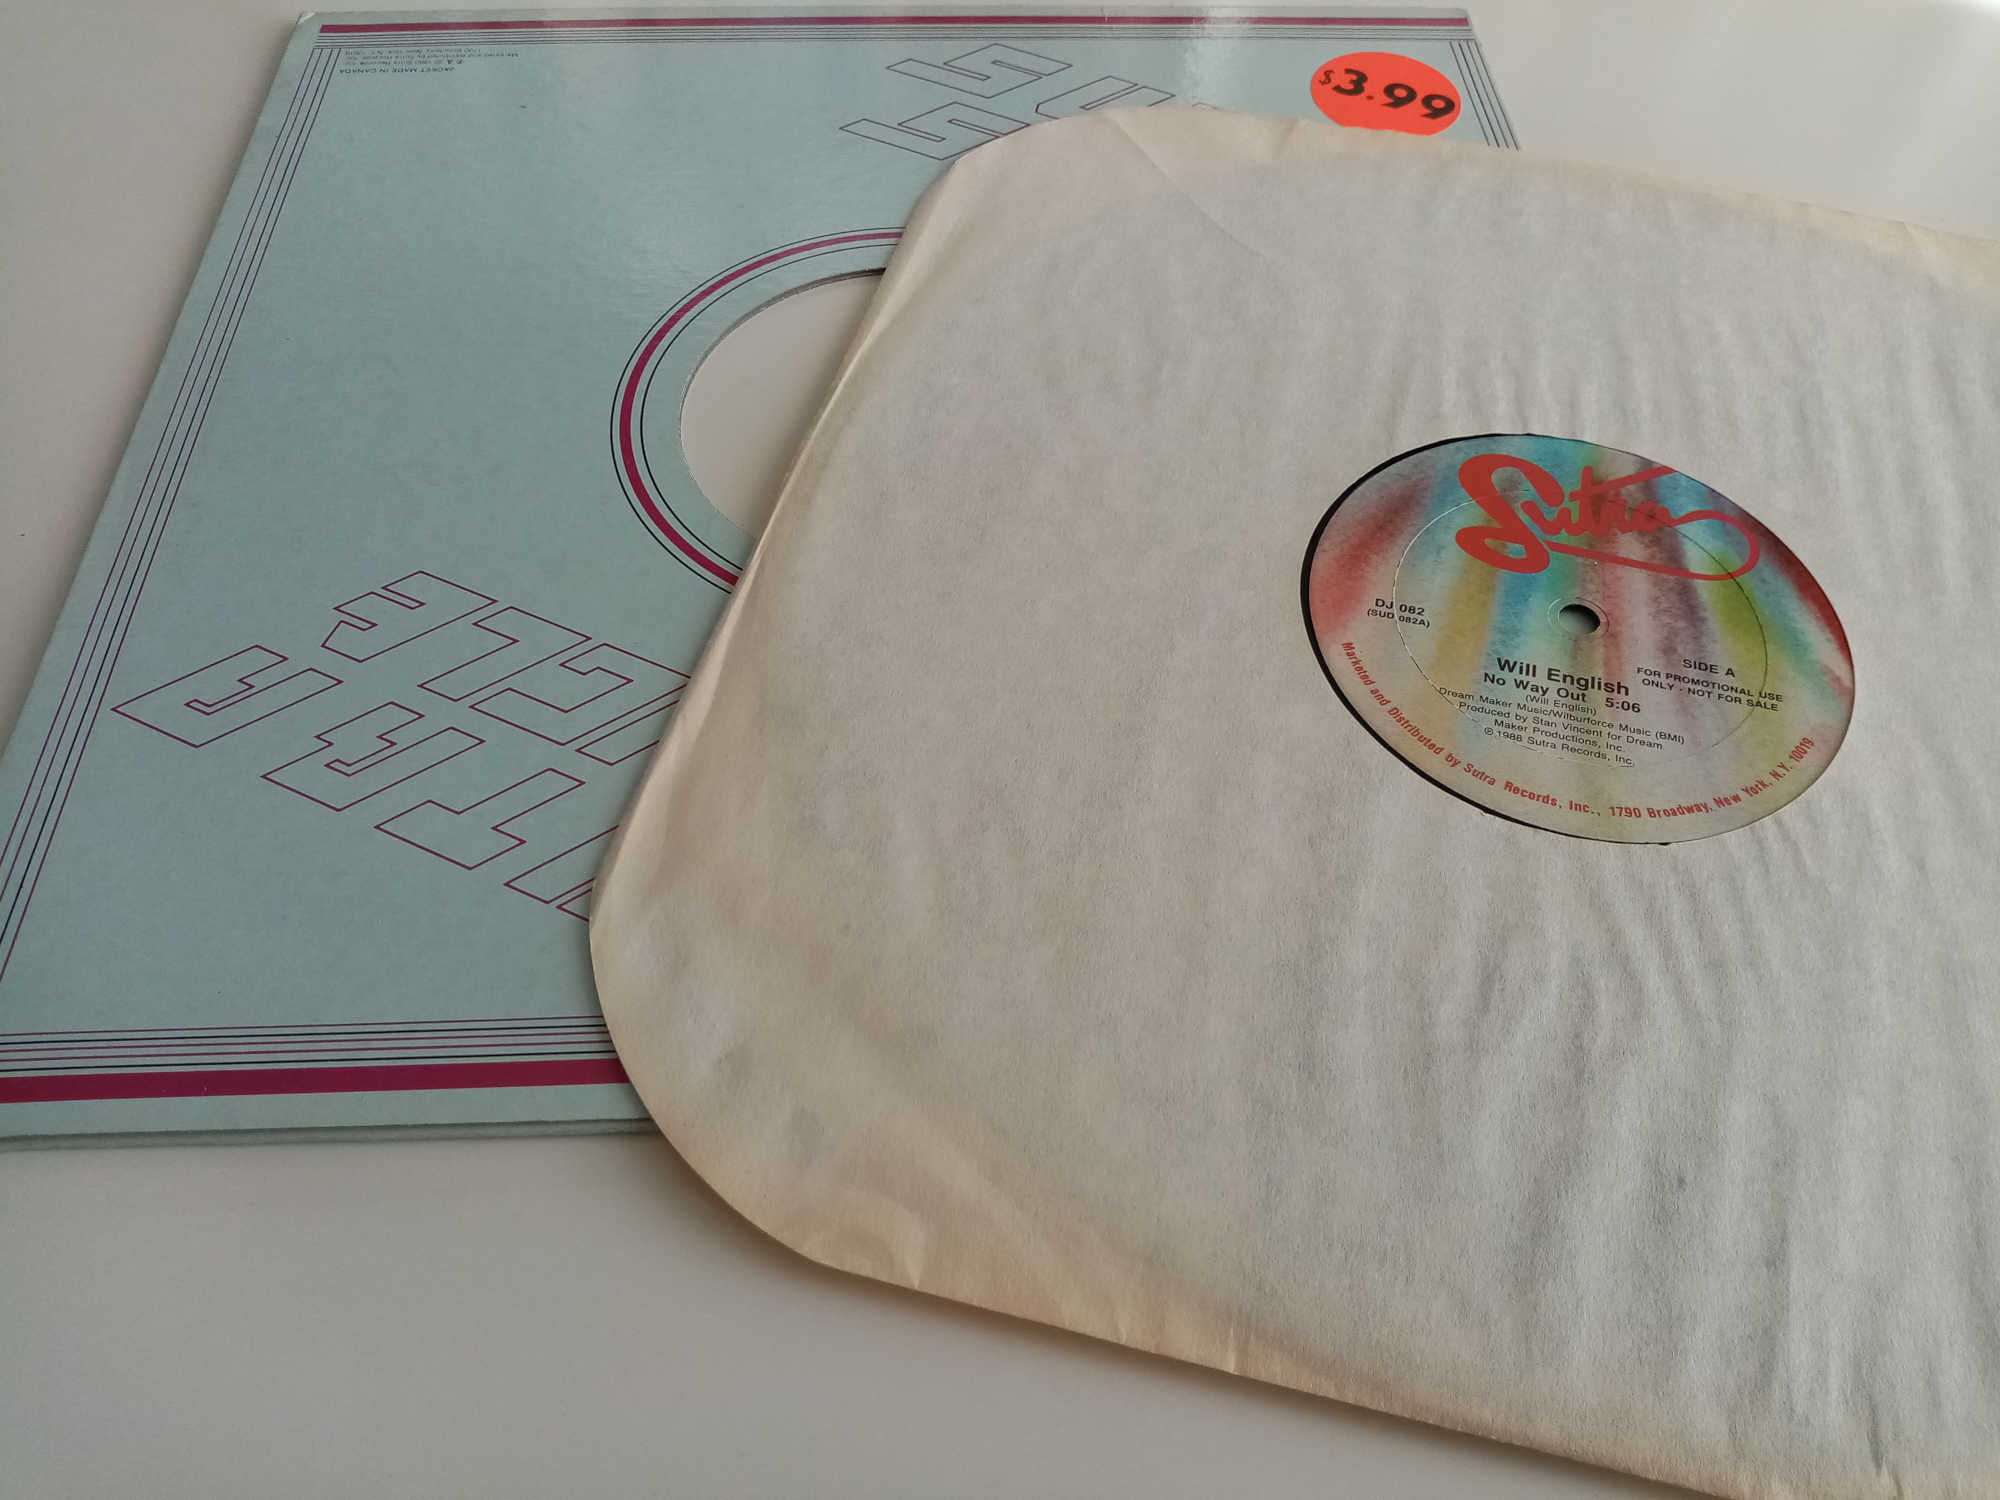 JACKET MADE IN CANADA
$3.99
Sutra
DJ 082
(SUD 082A)
SIDE A
FOR PROMOTIONAL USE
ONLY - NOT FOR SALE
Will English
No Way Out 5:06
(Will English)
Dream Maker Music/Wilburforce Music (BMI)
Produced by Stan Vincent for Dream
Maker Productions, Inc.
℗ 1988 Sutra Records, Inc.
Marketed and Distributed by Sutra Records, Inc., 1790 Broadway, New York, N.Y. 10019